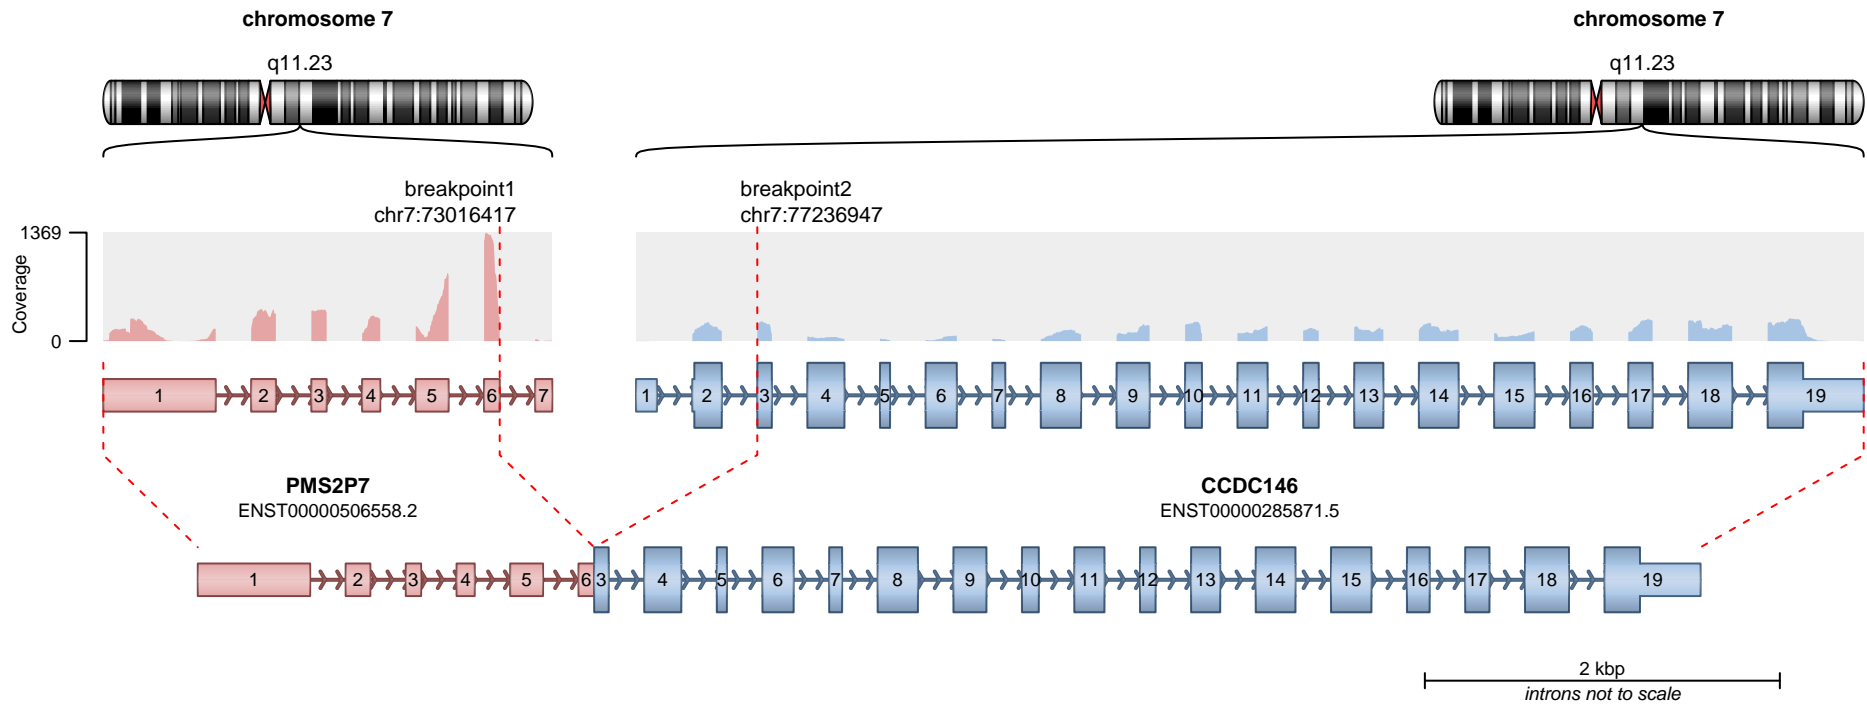 chromosome 7
chromosome 7
q11.23
q11.23
breakpoint1
chr7:73016417
breakpoint2
chr7:77236947
1369
Coverage
0
1 2 3 4 5 6 7
1 2 3 4 5 6 7 8 9 10 11 12 13 14 15 16 17 18 19
PMS2P7
ENST00000506558.2
CCDC146
ENST00000285871.5
1 2 3 4 5 6 3 4 5 6 7 8 9 10 11 12 13 14 15 16 17 18 19
2 kbp
introns not to scale